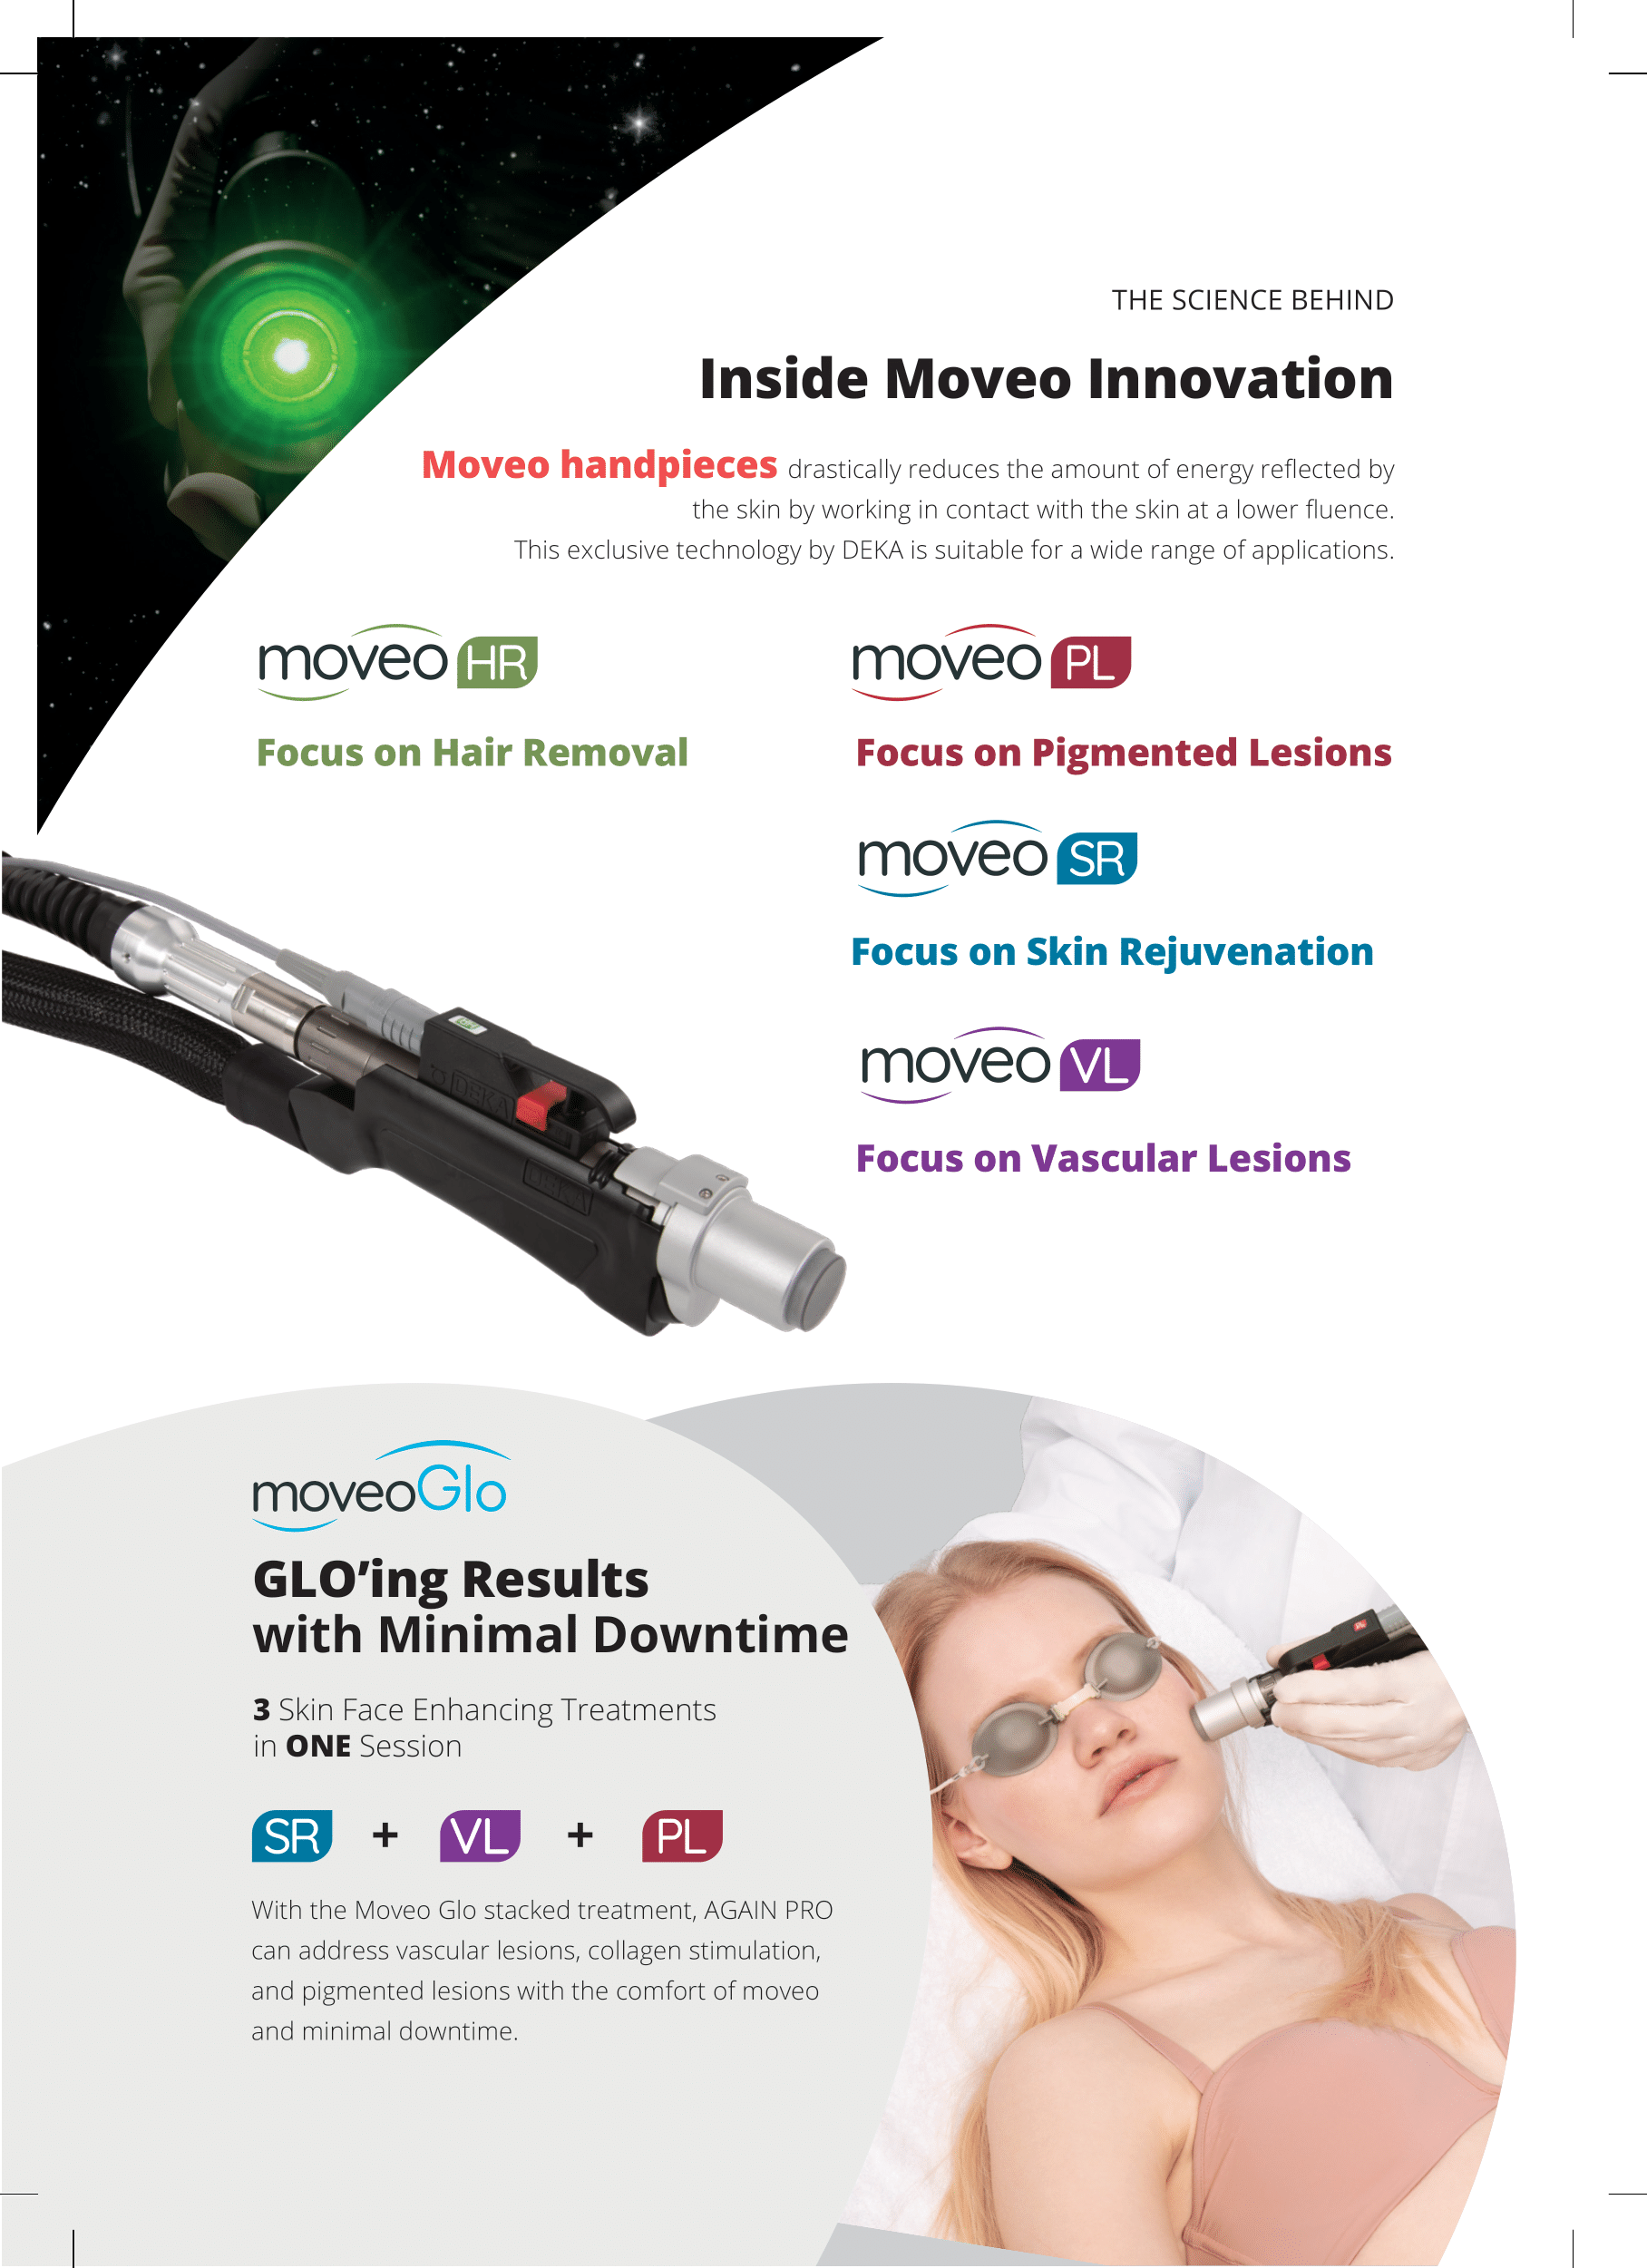 THE SCIENCE BEHIND
Inside Moveo Innovation
Moveo handpieces drastically reduces the amount of energy reflected by
the skin by working in contact with the skin at a lower fluence.
This exclusive technology by DEKA is suitable for a wide range of applications.
moveo HR
Focus on Hair Removal
moveo PL
Focus on Pigmented Lesions
moveo SR
Focus on Skin Rejuvenation
moveo VL
Focus on Vascular Lesions
DEKA
DEKA
moveoGlo
GLO’ing Results
with Minimal Downtime
3 Skin Face Enhancing Treatments
in ONE Session
SR + VL + PL
With the Moveo Glo stacked treatment, AGAIN PRO
can address vascular lesions, collagen stimulation,
and pigmented lesions with the comfort of moveo
and minimal downtime.